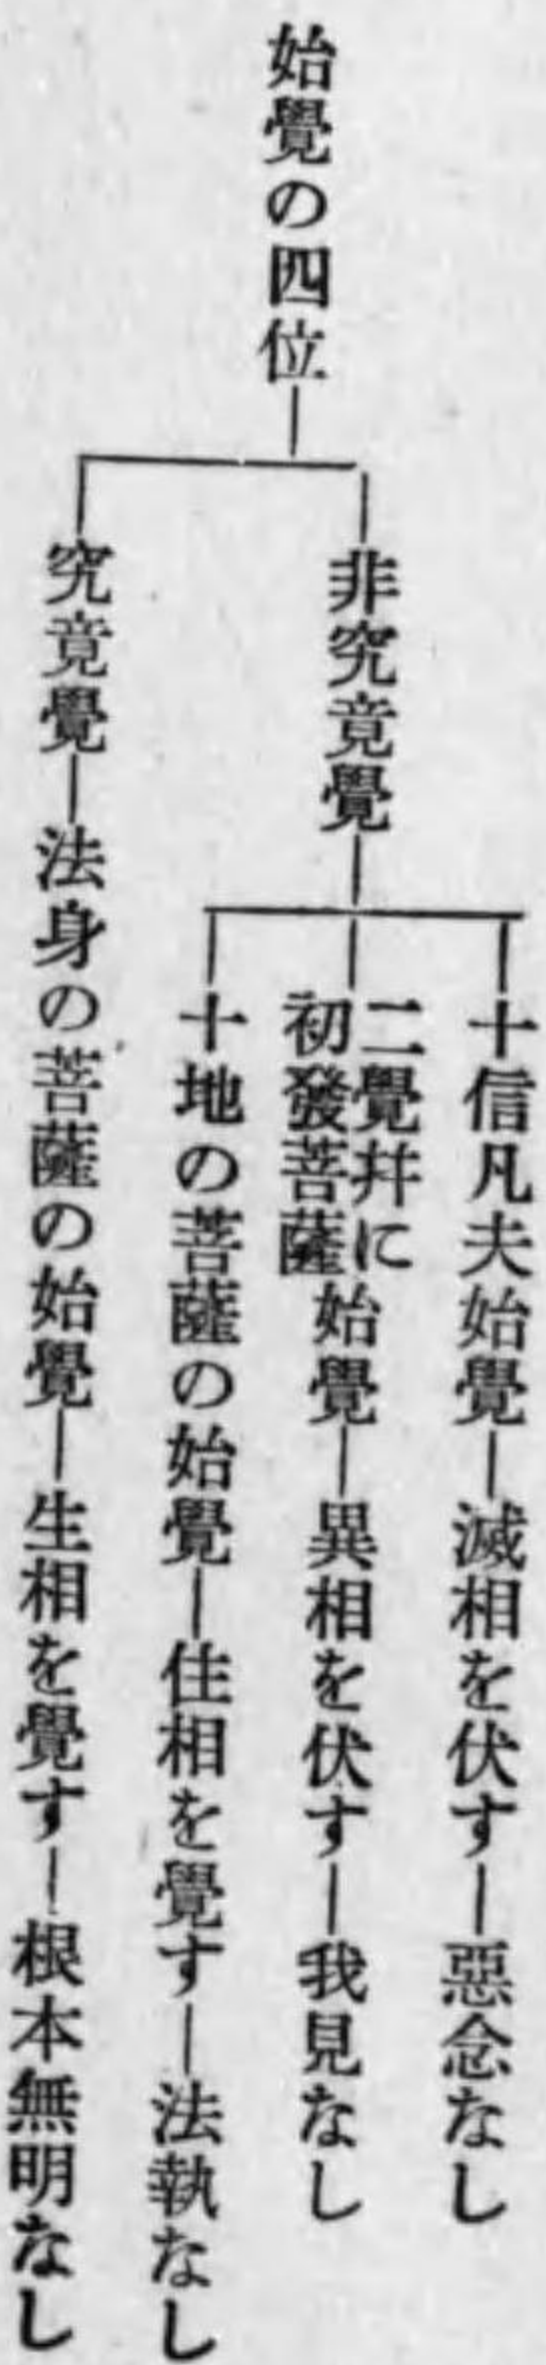 始覺の四位
非究竟覺
十信凡夫始覺―滅相を伏す―惡念なし
二覺幷に
初發菩薩
始覺―異相を伏す―我見なし
十地の菩薩の始覺―住相を覺す―法執なし
究竟覺―法身の菩薩の始覺―生相を覺す―根本無明なし